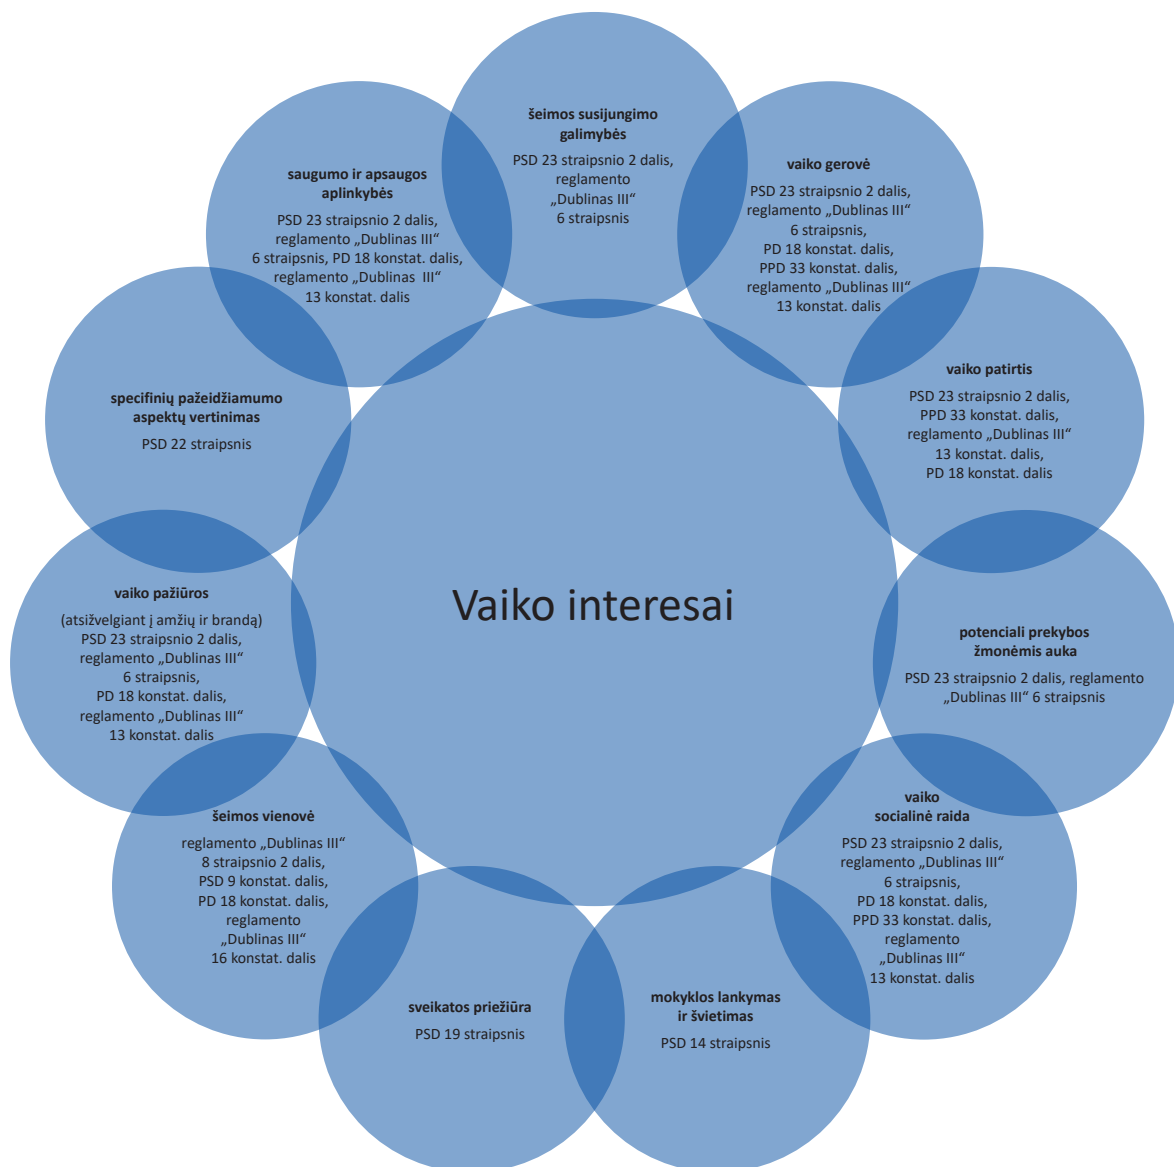 šeimos susijungimo
galimybės
PSD 23 straipsnio 2 dalis,
reglamento
„Dublinas III“
6 straipsnis
vaiko gerovė
PSD 23 straipsnio 2 dalis,
reglamento „Dublinas III“
6 straipsnis,
PD 18 konstat. dalis,
PPD 33 konstat. dalis,
reglamento „Dublinas III“
13 konstat. dalis
vaiko patirtis
PSD 23 straipsnio 2 dalis,
PPD 33 konstat. dalis,
reglamento „Dublinas III“
13 konstat. dalis,
PD 18 konstat. dalis
potenciali prekybos
žmonėmis auka
PSD 23 straipsnio 2 dalis, reglamento
„Dublinas III“ 6 straipsnis
vaiko
socialinė raida
PSD 23 straipsnio 2 dalis,
reglamento „Dublinas III“
6 straipsnis,
PD 18 konstat. dalis,
PPD 33 konstat. dalis,
reglamento
„Dublinas III“
13 konstat. dalis
mokyklos lankymas
ir švietimas
PSD 14 straipsnis
sveikatos priežiūra
PSD 19 straipsnis
šeimos vienovė
reglamento „Dublinas III“
8 straipsnio 2 dalis,
PSD 9 konstat. dalis,
PD 18 konstat. dalis,
reglamento
„Dublinas III“
16 konstat. dalis
vaiko pažiūros
(atsižvelgiant į amžių ir brandą)
PSD 23 straipsnio 2 dalis,
reglamento „Dublinas III“
6 straipsnis,
PD 18 konstat. dalis,
reglamento „Dublinas III“
13 konstat. dalis
specifinių pažeidžiamumo
aspektų vertinimas
PSD 22 straipsnis
saugumo ir apsaugos
aplinkybės
PSD 23 straipsnio 2 dalis,
reglamento „Dublinas III“
6 straipsnis, PD 18 konstat. dalis,
reglamento „Dublinas III“
13 konstat. dalis
Vaiko interesai